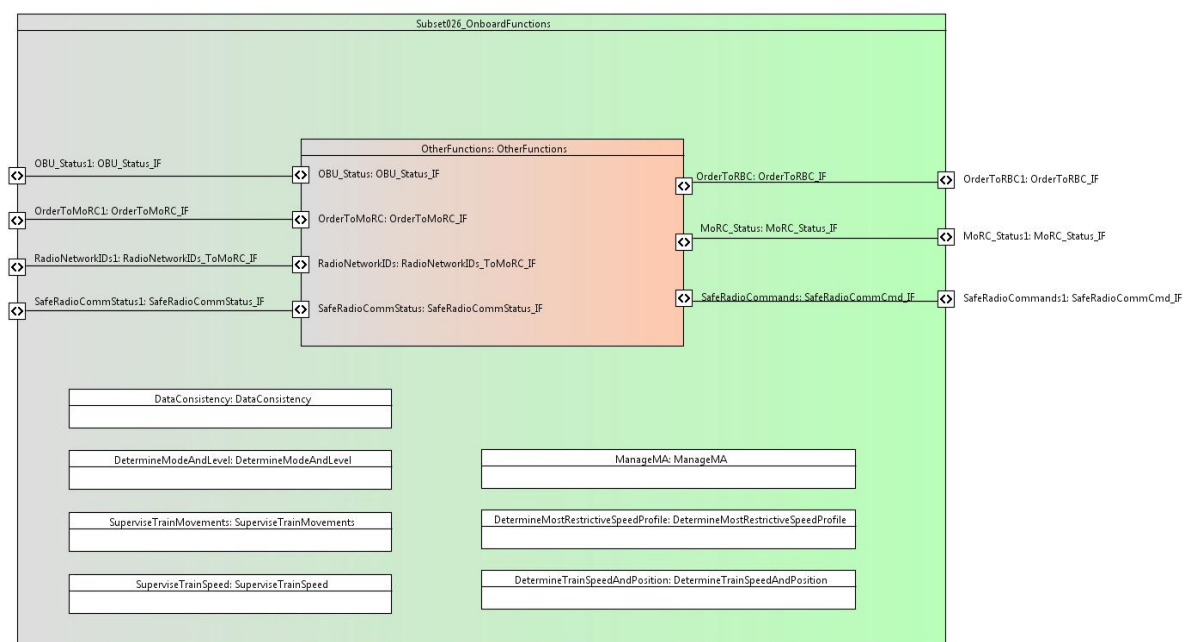 Subset026_OnboardFunctions
OtherFunctions: OtherFunctions
OBU_Status1: OBU_Status_IF
OBU_Status: OBU_Status_IF
OrderToRBC: OrderToRBC_IF
OrderToRBC1: OrderToRBC_IF
OrderToMoRC1: OrderToMoRC_IF
OrderToMoRC: OrderToMoRC_IF
MoRC_Status: MoRC_Status_IF
MoRC_Status1: MoRC_Status_IF
RadioNetworkIDs1: RadioNetworkIDs_ToMoRC_IF
RadioNetworkIDs: RadioNetworkIDs_ToMoRC_IF
SafeRadioCommStatus1: SafeRadioCommStatus_IF
SafeRadioCommStatus: SafeRadioCommStatus_IF
SafeRadioCommands: SafeRadioCommCmd_IF
SafeRadioCommands1: SafeRadioCommCmd_IF
DataConsistency: DataConsistency
DetermineModeAndLevel: DetermineModeAndLevel
ManageMA: ManageMA
SuperviseTrainMovements: SuperviseTrainMovements
DetermineMostRestrictiveSpeedProfile: DetermineMostRestrictiveSpeedProfile
SuperviseTrainSpeed: SuperviseTrainSpeed
DetermineTrainSpeedAndPosition: DetermineTrainSpeedAndPosition